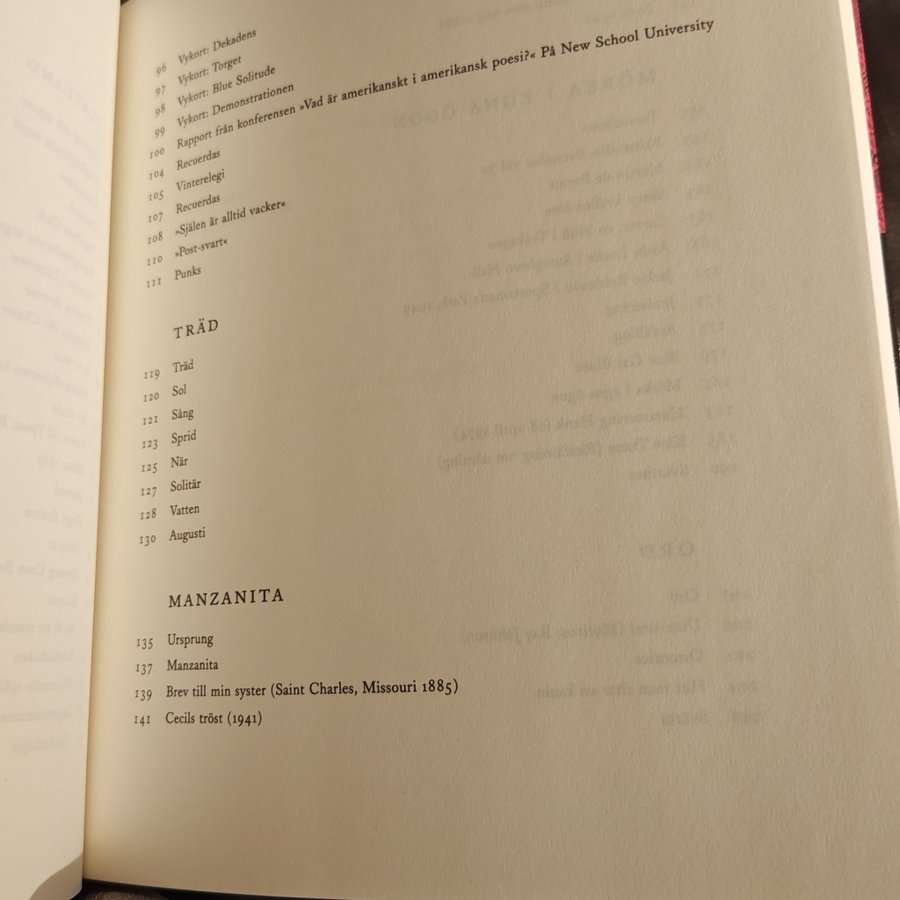 96 Vykort: Dekadens
97 Vykort: Torget
98 Vykort: Blue Solitude
99 Vykort: Demonstrationen
100 Rapport från konferensen »Vad är amerikanskt i amerikansk poesi?« På New School University
104 Recuerdas
105 Vinterelegi
107 Recuerdas
108 »Själen är alltid vacker«
110 »Post-svart«
111 Punks
TRÄD
119 Träd
120 Sol
121 Sång
123 Sprid
125 När
127 Solitär
128 Vatten
130 Augusti
MANZANITA
135 Ursprung
137 Manzanita
139 Brev till min syster (Saint Charles, Missouri 1885)
141 Cecils tröst (1941)